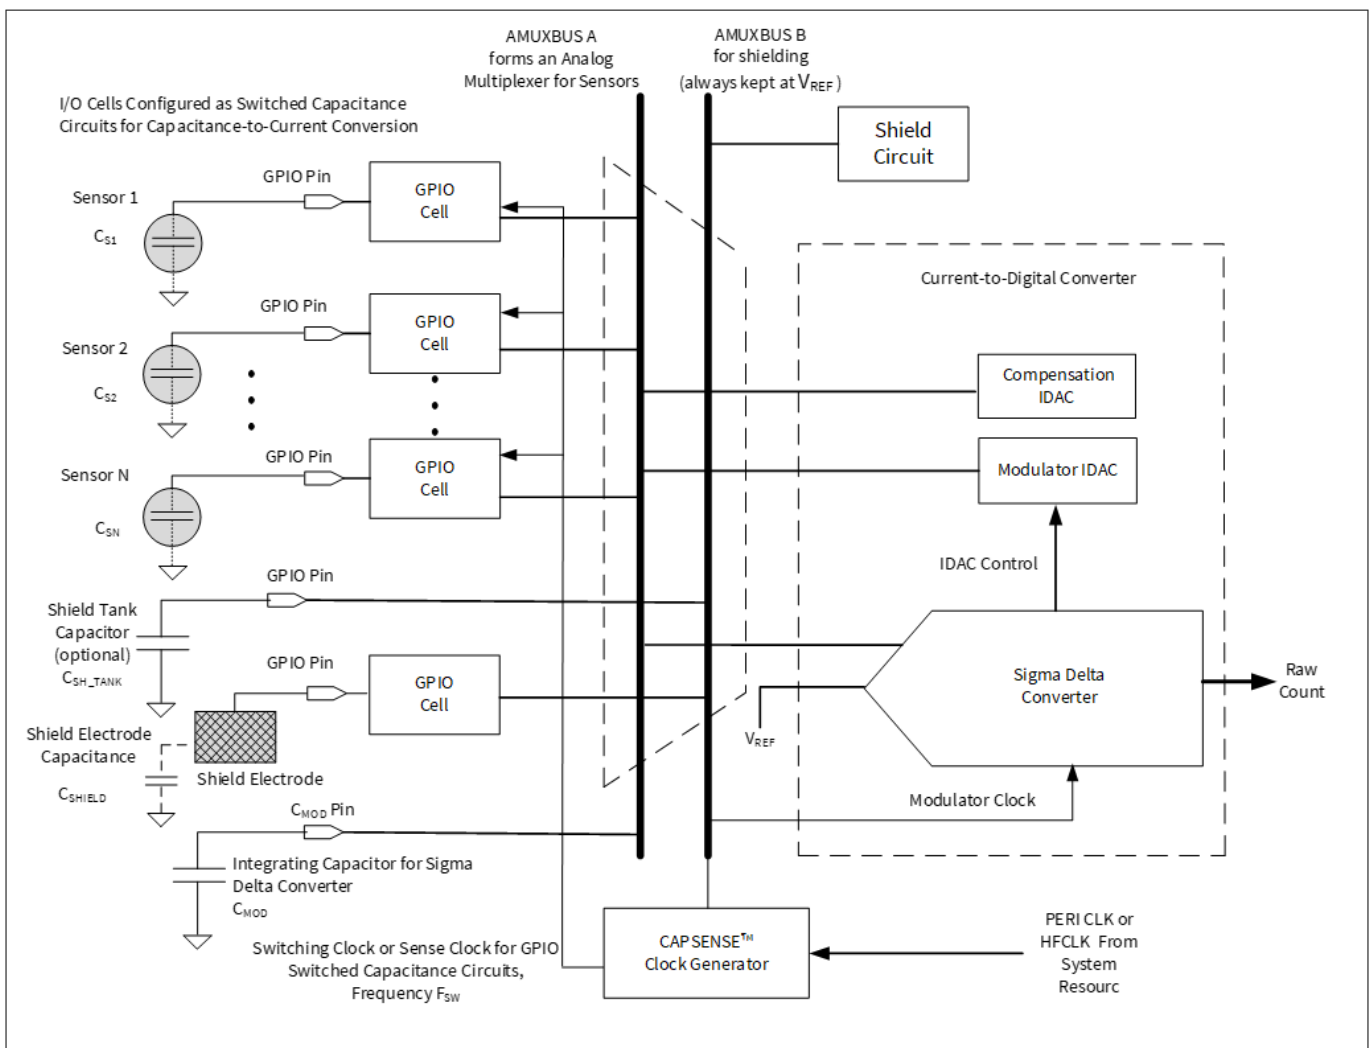 AMUXBUS A
forms an Analog
Multiplexer for Sensors
AMUXBUS B
for shielding
(always kept at VREF)
I/O Cells Configured as Switched Capacitance
Circuits for Capacitance-to-Current Conversion
Shield
Circuit
GPIO Pin
GPIO
Cell
Sensor 1
CS1
Current-to-Digital Converter
GPIO Pin
GPIO
Cell
Sensor 2
CS2
Compensation
IDAC
GPIO Pin
GPIO
Cell
Sensor N
CSN
Modulator IDAC
IDAC Control
GPIO Pin
Shield Tank
Capacitor
(optional)
CSH_TANK
GPIO Pin
GPIO
Cell
Sigma Delta
Converter
Raw
Count
VREF
Shield Electrode
Capacitance
CSHIELD
Shield Electrode
Modulator Clock
CMOD Pin
Integrating Capacitor for Sigma
Delta Converter
CMOD
Switching Clock or Sense Clock for GPIO
Switched Capacitance Circuits,
Frequency FSW
CAPSENSE™
Clock Generator
PERI CLK or
HFCLK From
System
Resourc